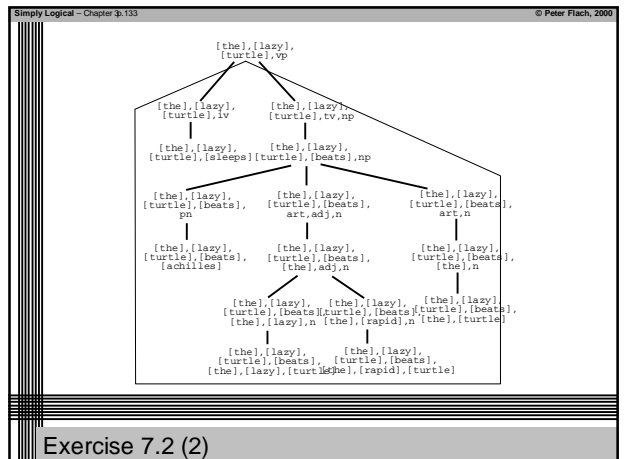 Simply Logical – Chapter 3p.133
© Peter Flach, 2000
[the],[lazy],
[turtle],vp
[the],[lazy],
[turtle],iv
[the],[lazy],
[turtle],tv,np
[the],[lazy],
[turtle],[sleeps]
[the],[lazy],
[turtle],[beats],np
[the],[lazy],
[turtle],[beats],
pn
[the],[lazy],
[turtle],[beats],
art,adj,n
[the],[lazy],
[turtle],[beats],
art,n
[the],[lazy],
[turtle],[beats],
[achilles]
[the],[lazy],
[turtle],[beats],
[the],adj,n
[the],[lazy],
[turtle],[beats],
[the],n
[the],[lazy],
[turtle],[beats],
[the],[lazy],n
[the],[lazy],
[turtle],[beats],
[the],[rapid],n
[the],[lazy],
[turtle],[beats],
[the],[turtle]
[the],[lazy],
[turtle],[beats],
[the],[lazy],[turtle]
[the],[lazy],
[turtle],[beats],
[the],[rapid],[turtle]
Exercise 7.2 (2)